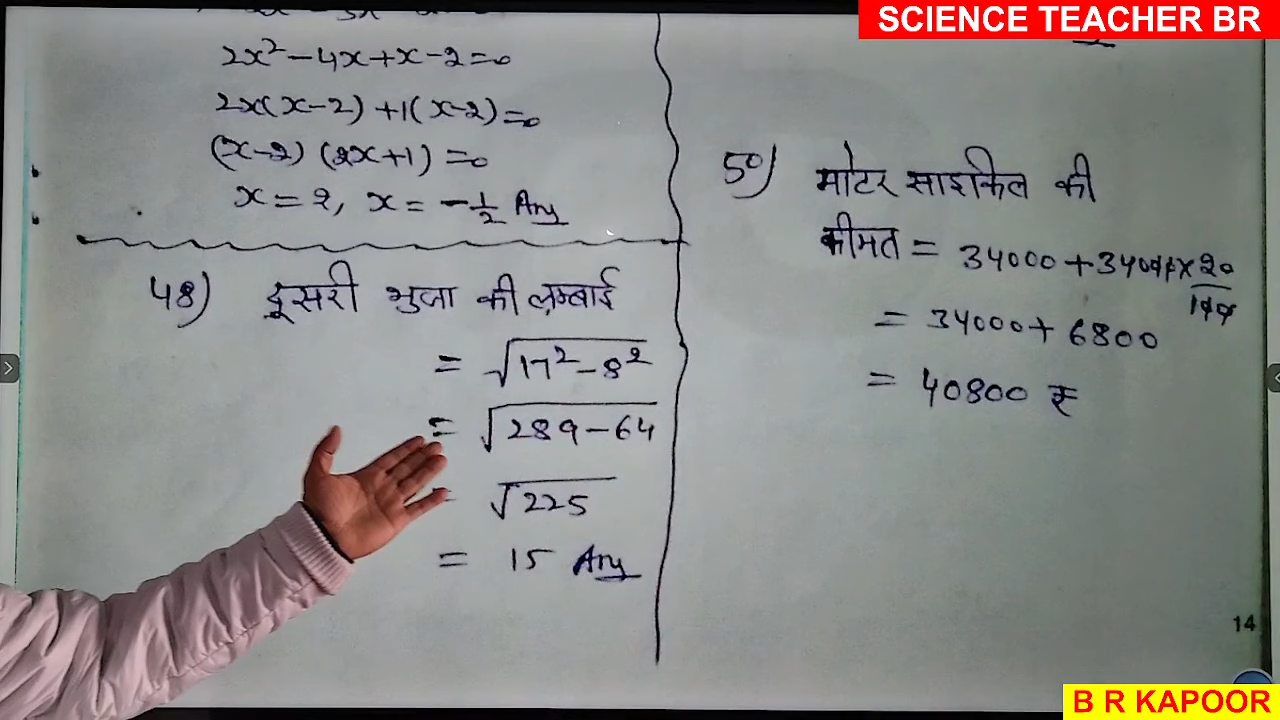 SCIENCE TEACHER BR
2x² - 4x + x - 2 = 0
2x(x - 2) + 1(x - 2) = 0
(x - 2) (2x + 1) = 0
x = 2, x = -1/2 Ans
48) दूसरी भुजा की लम्बाई
= √17² - 8²
= √289 - 64
= √225
= 15 Ans
50) मोटर साइकिल की
कीमत = 34000 + 34000 × 20/100
= 34000 + 6800
= 40800 ₹
14
B R KAPOOR